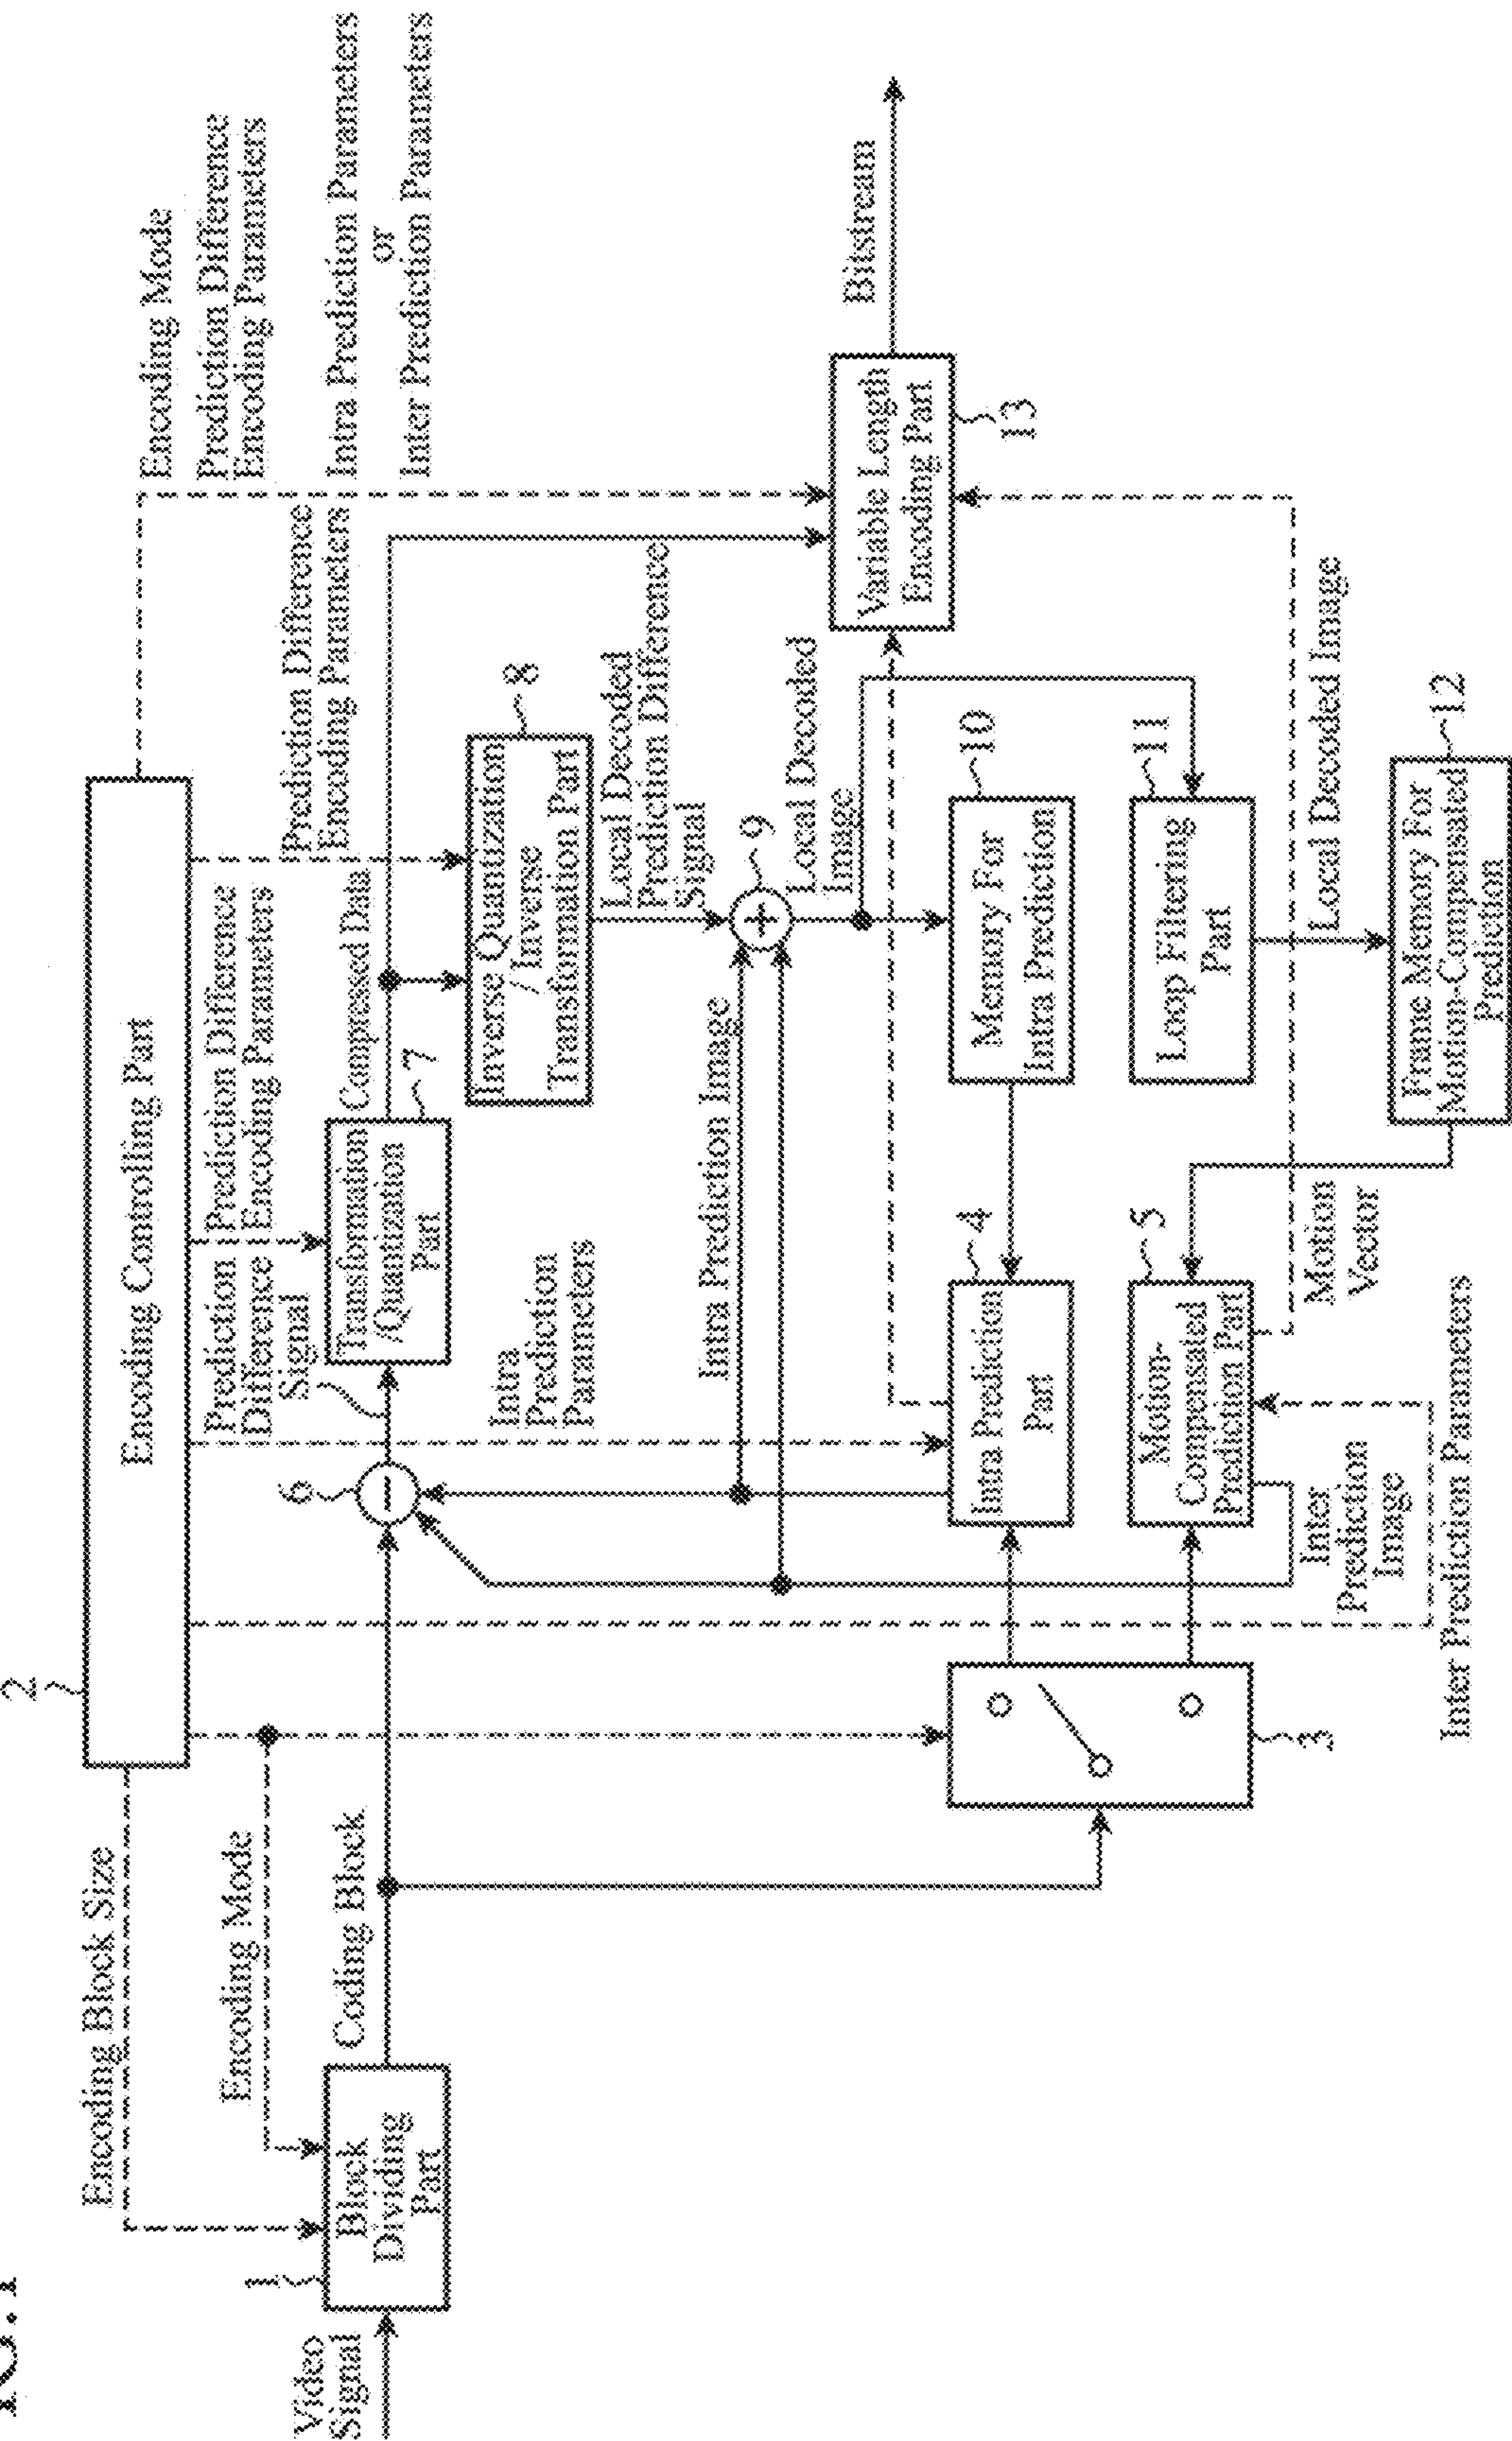 2
Encoding Controlling Part
Encoding Block Size
Encoding Mode
Encoding Mode
Prediction Difference
Encoding Parameters
Intra Prediction Parameters
or
Inter Prediction Parameters
Prediction Difference
Encoding Parameters
Prediction Difference
Encoding Parameters
Prediction
Difference
Signal
Video
Signal
1
Block
Dividing
Part
Coding Block
6
Transformation
/Quantization
Part
7
Compressed Data
Inverse Quantization
/ Inverse
Transformation Part
8
Local Decoded
Prediction Difference
Signal
9
Local Decoded
Image
Intra
Prediction
Parameters
Intra Prediction Image
Variable Length
Encoding Part
13
Bitstream
3
Intra Prediction
Part
4
Memory For
Intra Prediction
10
Motion-
Compensated
Prediction Part
5
Loop Filtering
Part
11
Inter
Prediction
Image
Motion
Vector
Local Decoded Image
Inter Prediction Parameters
Frame Memory For
Motion-Compensated
Prediction
12